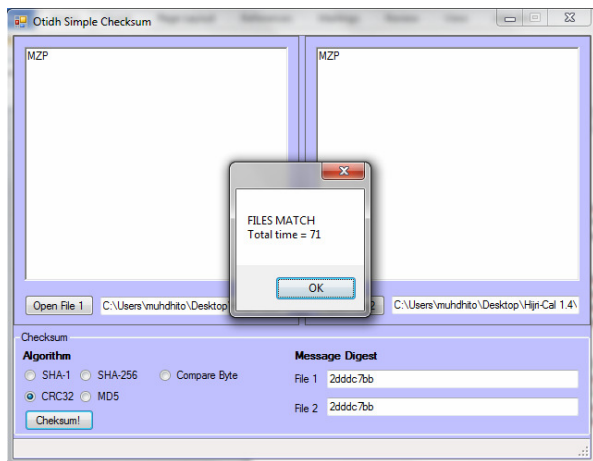 Otidh Simple Checksum
MZP
MZP
FILES MATCH
Total time = 71
OK
Open File 1
C:\Users\muhdhito\Desktop
2
C:\Users\muhdhito\Desktop\Hijri-Cal 1.4\
Checksum
Algorithm
SHA-1 SHA-256 Compare Byte
CRC32 MD5
Cheksum!
Message Digest
File 1 2dddc7bb
File 2 2dddc7bb